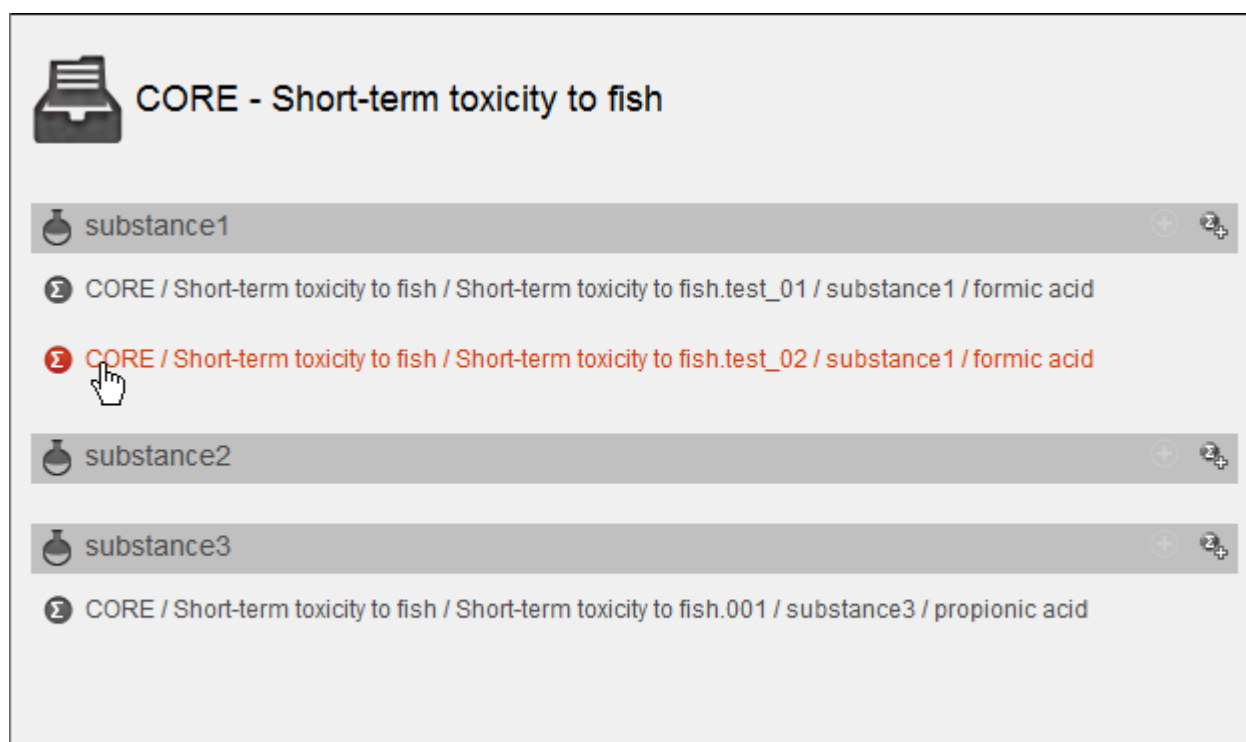 CORE - Short-term toxicity to fish
substance1
CORE / Short-term toxicity to fish / Short-term toxicity to fish.test_01 / substance1 / formic acid
CORE / Short-term toxicity to fish / Short-term toxicity to fish.test_02 / substance1 / formic acid
substance2
substance3
CORE / Short-term toxicity to fish / Short-term toxicity to fish.001 / substance3 / propionic acid